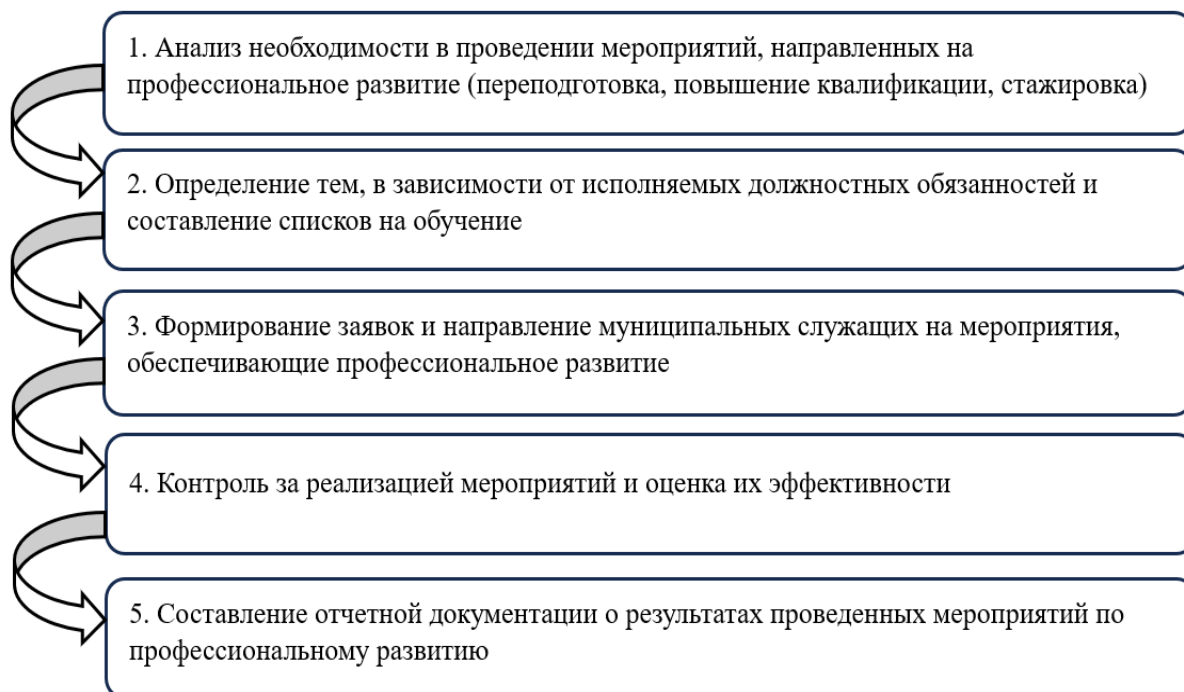 1. Анализ необходимости в проведении мероприятий, направленных на
профессиональное развитие (переподготовка, повышение квалификации, стажировка)
2. Определение тем, в зависимости от исполняемых должностных обязанностей и
составление списков на обучение
3. Формирование заявок и направление муниципальных служащих на мероприятия,
обеспечивающие профессиональное развитие
4. Контроль за реализацией мероприятий и оценка их эффективности
5. Составление отчетной документации о результатах проведенных мероприятий по
профессиональному развитию